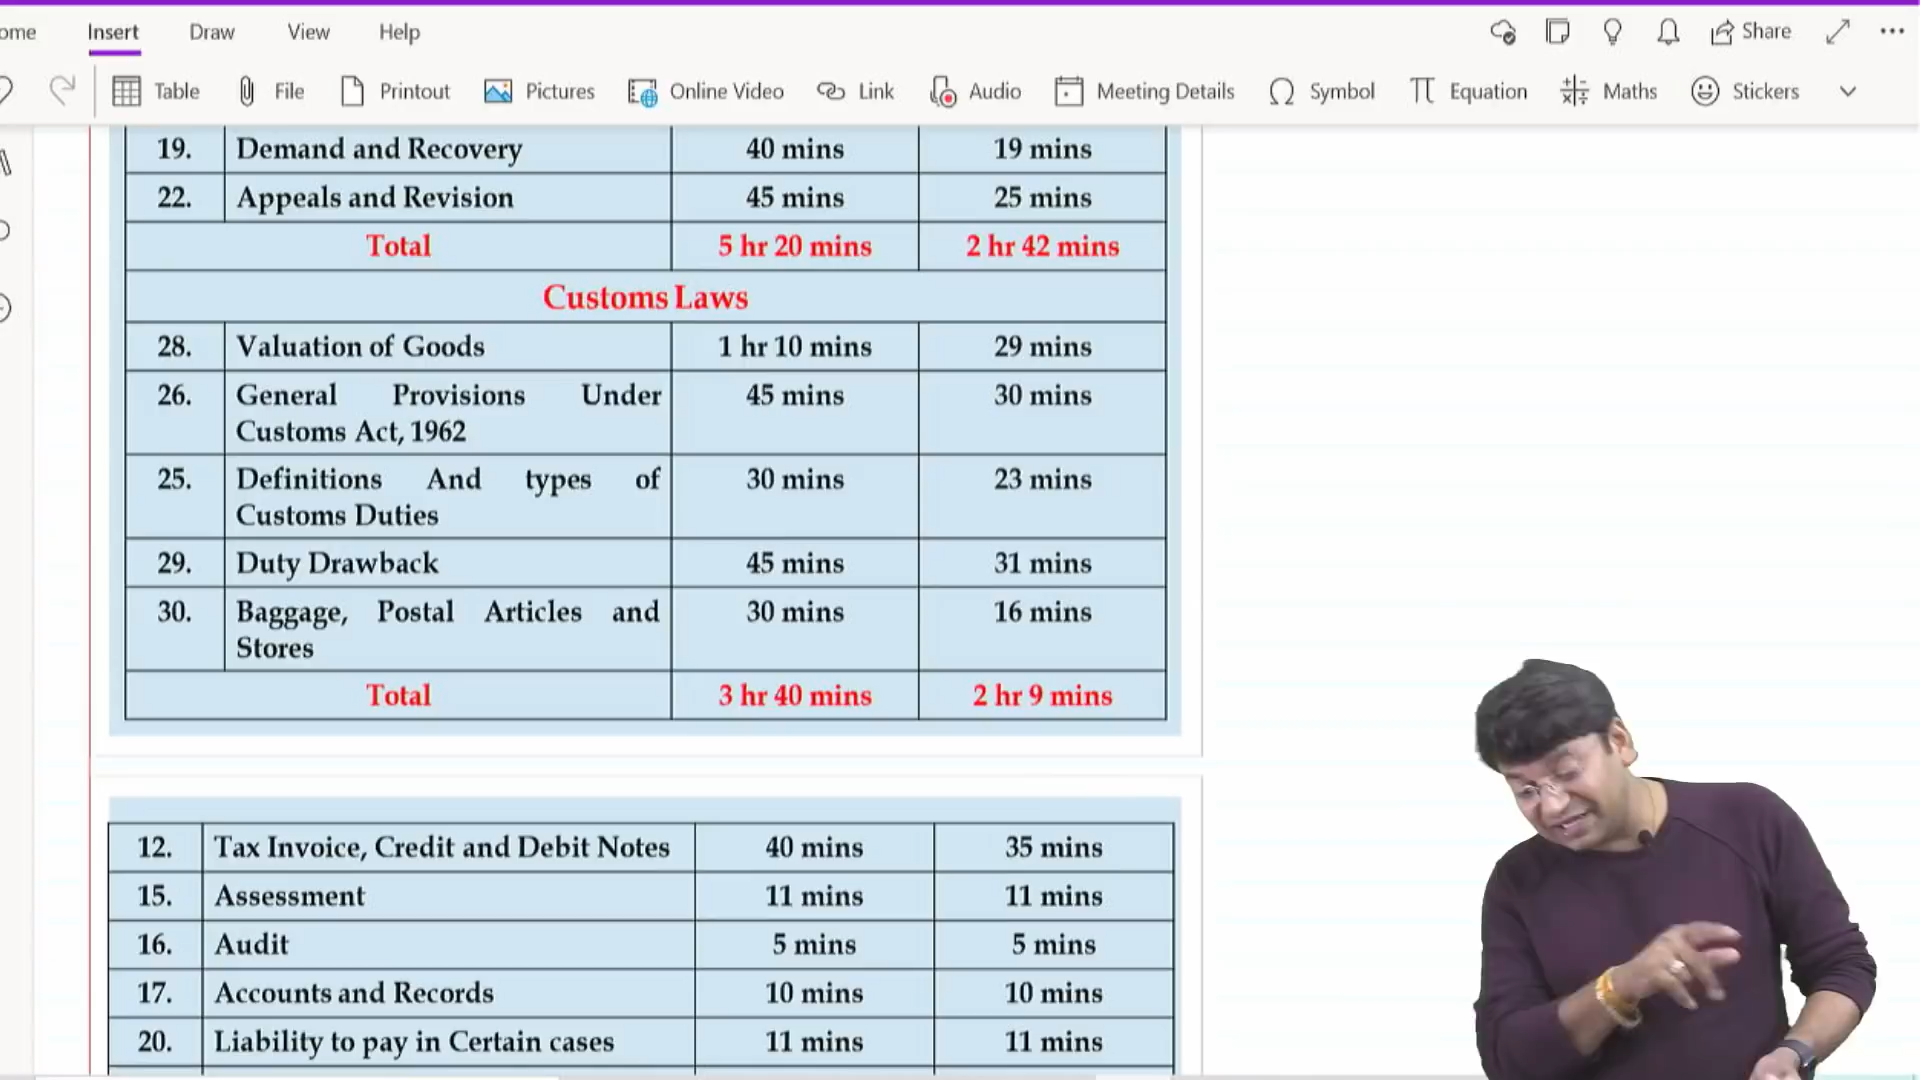 Insert Draw View Help Share
Table File Printout Pictures Online Video Link Audio Meeting Details Symbol Equation Maths Stickers
19. Demand and Recovery 40 mins 19 mins
22. Appeals and Revision 45 mins 25 mins
Total 5 hr 20 mins 2 hr 42 mins
Customs Laws
28. Valuation of Goods 1 hr 10 mins 29 mins
26. General Provisions Under 45 mins 30 mins
Customs Act, 1962
25. Definitions And types of 30 mins 23 mins
Customs Duties
29. Duty Drawback 45 mins 31 mins
30. Baggage, Postal Articles and 30 mins 16 mins
Stores
Total 3 hr 40 mins 2 hr 9 mins
12. Tax Invoice, Credit and Debit Notes 40 mins 35 mins
15. Assessment 11 mins 11 mins
16. Audit 5 mins 5 mins
17. Accounts and Records 10 mins 10 mins
20. Liability to pay in Certain cases 11 mins 11 mins